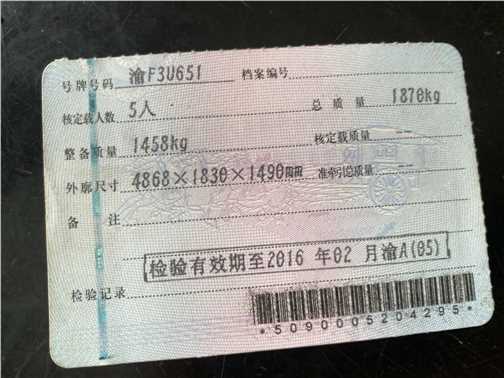 号牌号码 渝F3U651 档案编号
核定载人数 5人 总质量 1870kg
整备质量 1458kg 核定载质量 --
外廓尺寸 4868×1830×1490mm 准牵引总质量 --
备注
检验有效期至2016年02月渝A(05)
检验记录
*5090005204295*